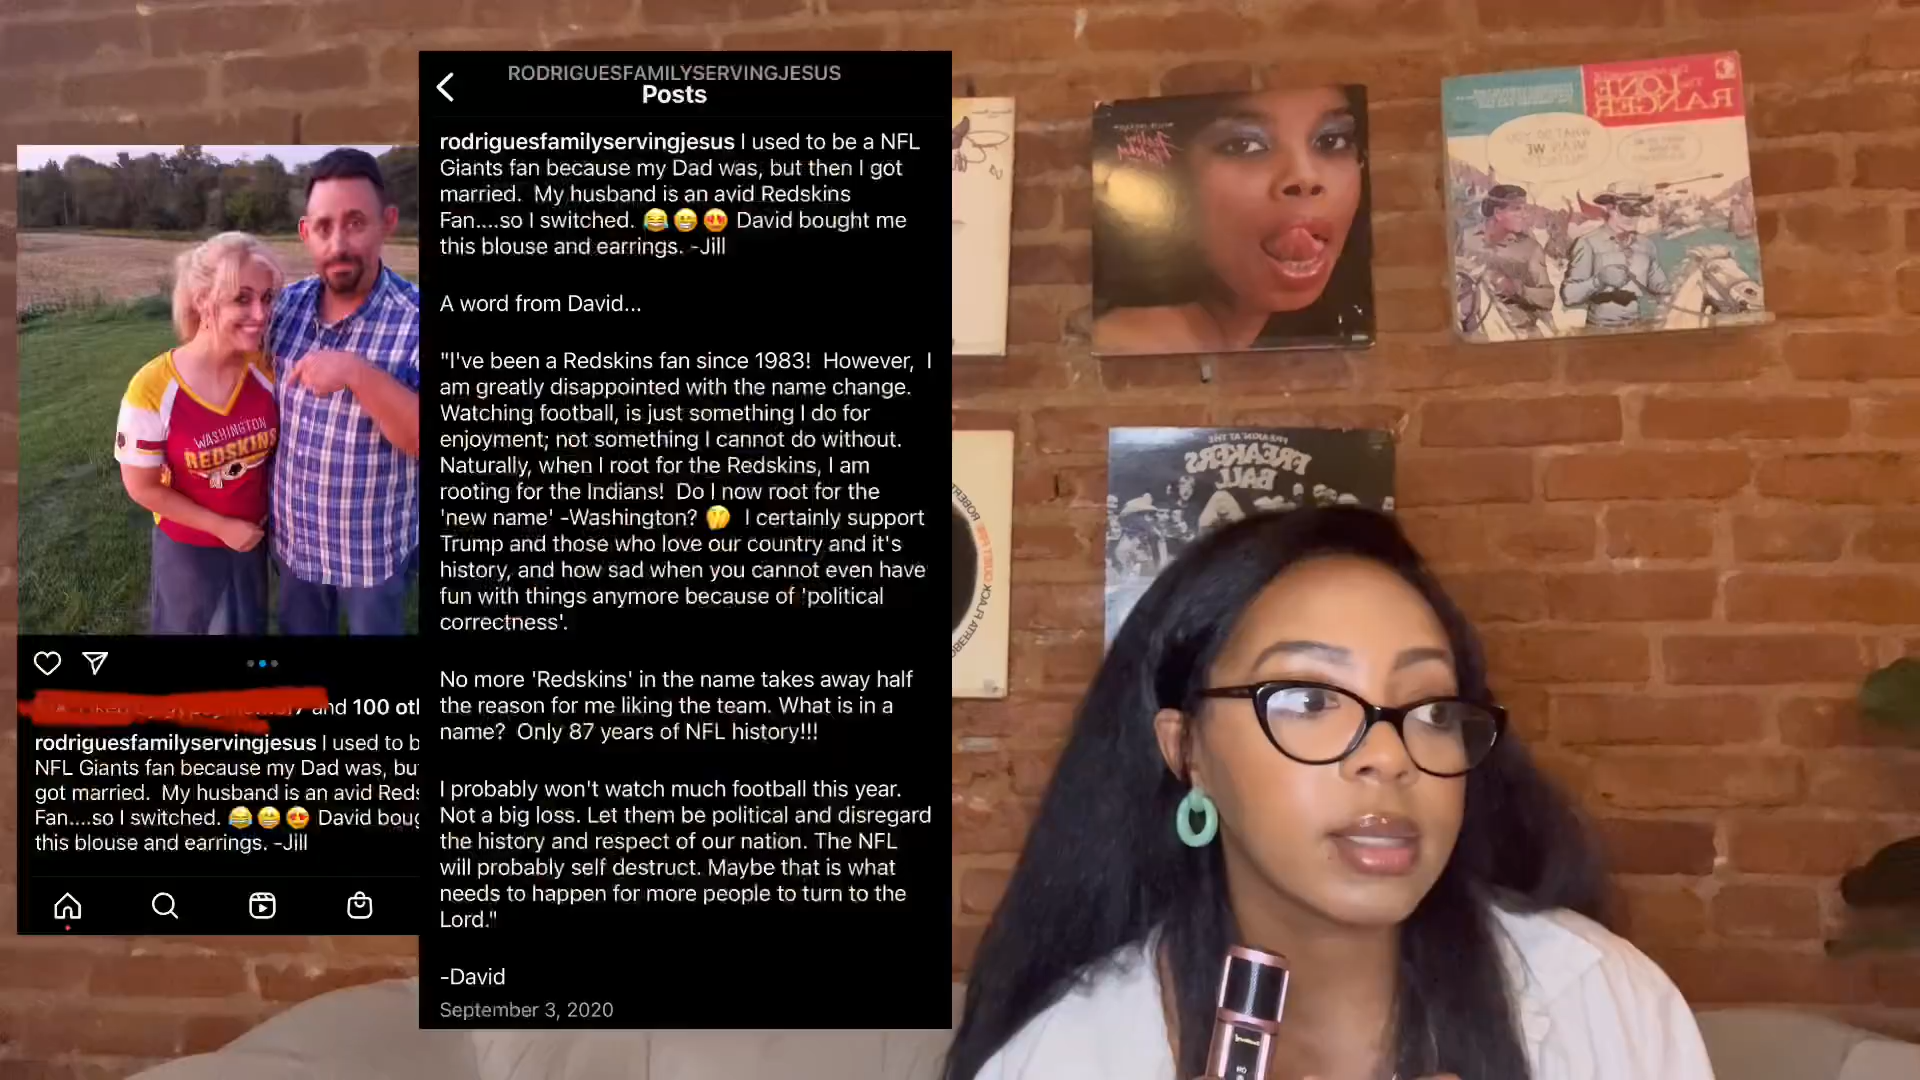 RODRIGUESFAMILYSERVINGJESUS
Posts
rodriguesfamilyservingjesus I used to be a NFL
Giants fan because my Dad was, but then I got
married. My husband is an avid Redskins
Fan....so I switched. 😂😁😍 David bought me
this blouse and earrings. -Jill
A word from David...
"I've been a Redskins fan since 1983! However, I
am greatly disappointed with the name change.
Watching football, is just something I do for
enjoyment; not something I cannot do without.
Naturally, when I root for the Redskins, I am
rooting for the Indians! Do I now root for the
'new name' -Washington? 🤔 I certainly support
Trump and those who love our country and it's
history, and how sad when you cannot even have
fun with things anymore because of 'political
correctness'.
No more 'Redskins' in the name takes away half
the reason for me liking the team. What is in a
name? Only 87 years of NFL history!!!
I probably won't watch much football this year.
Not a big loss. Let them be political and disregard
the history and respect of our nation. The NFL
will probably self destruct. Maybe that is what
needs to happen for more people to turn to the
Lord."
-David
September 3, 2020
WASHINGTON
REDSKINS
and 100 otl
rodriguesfamilyservingjesus I used to b
NFL Giants fan because my Dad was, bu
got married. My husband is an avid Reds
Fan....so I switched. 😂😁😍 David boug
this blouse and earrings. -Jill
LONE
RANGER
WHAT DO YOU
MEAN WE
FREAKIN' AT THE
FREAKERS
BALL
ROBERTA FLACK